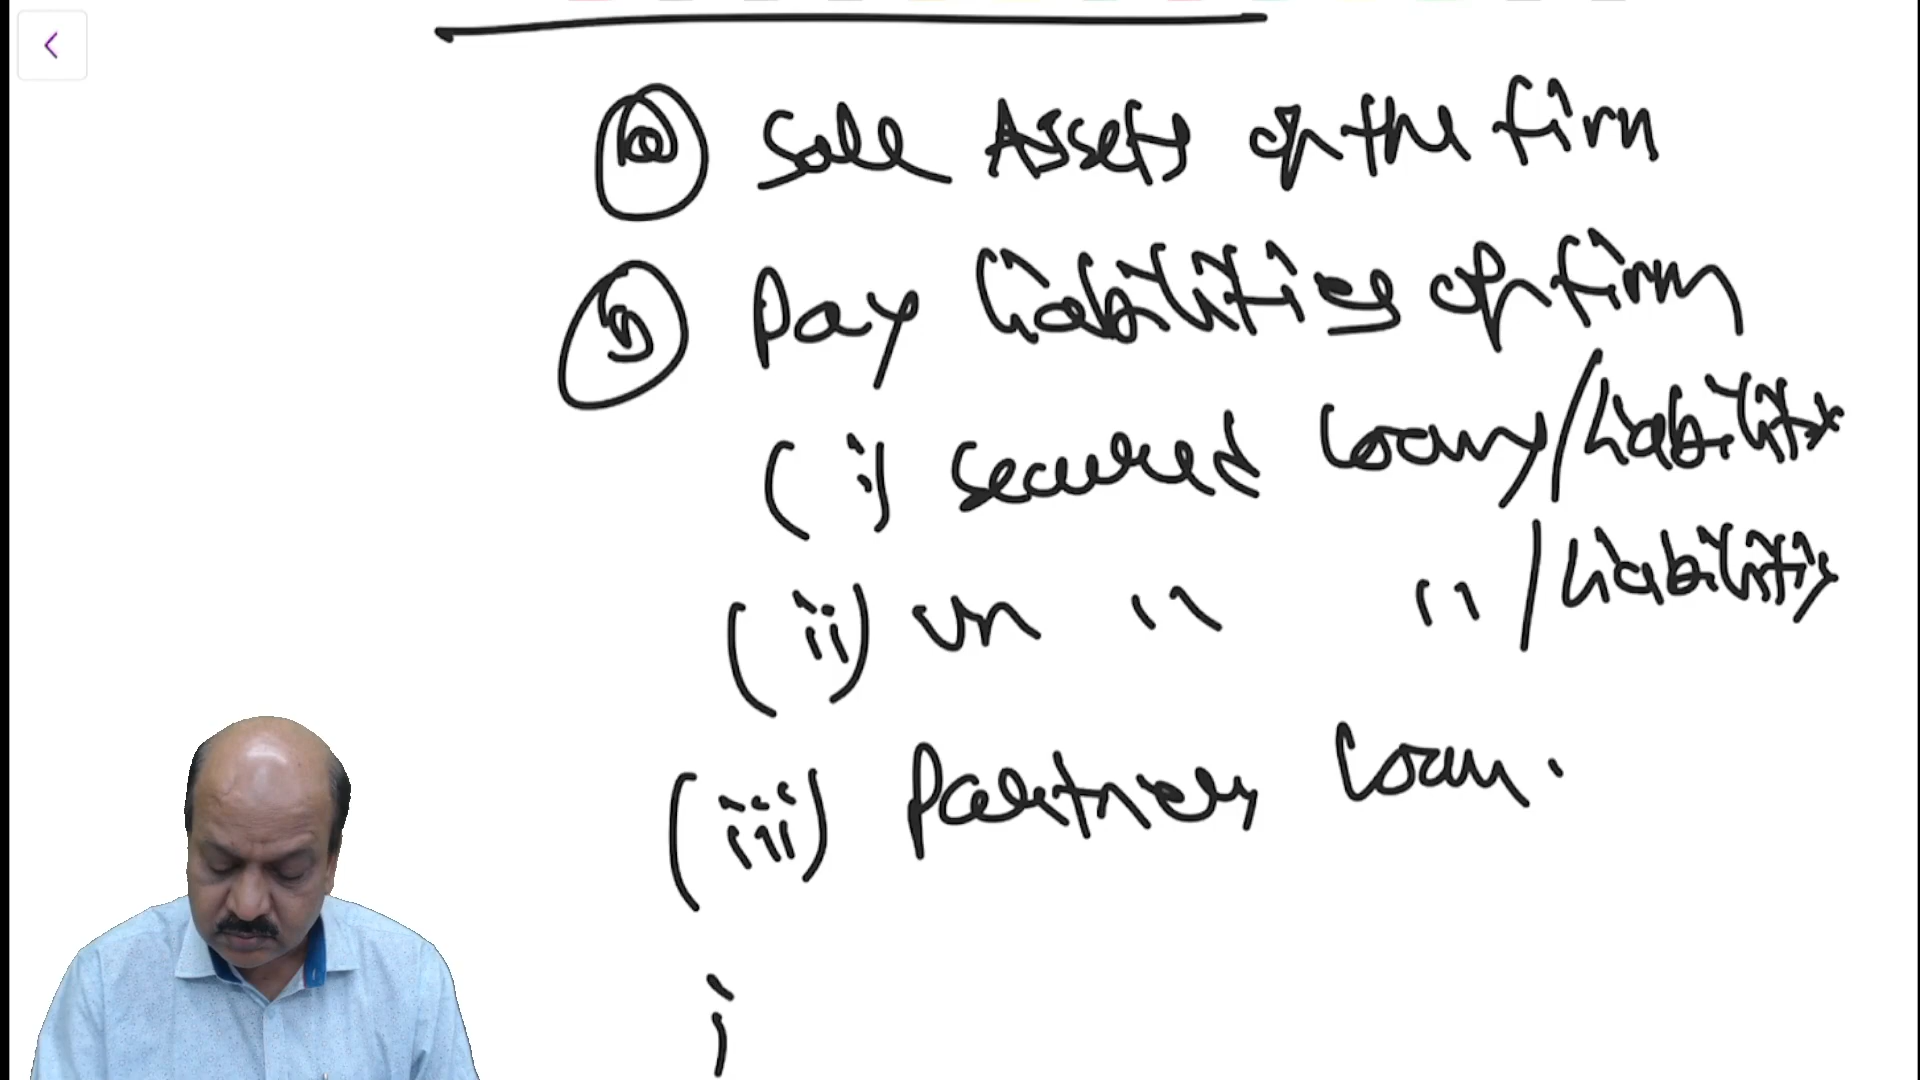 (a) Sale Assets of the firm
(b) Pay liabilities of firm
(i) secured loans/liabilities
(ii) un " " /liabilities
(iii) Partners loan.
i